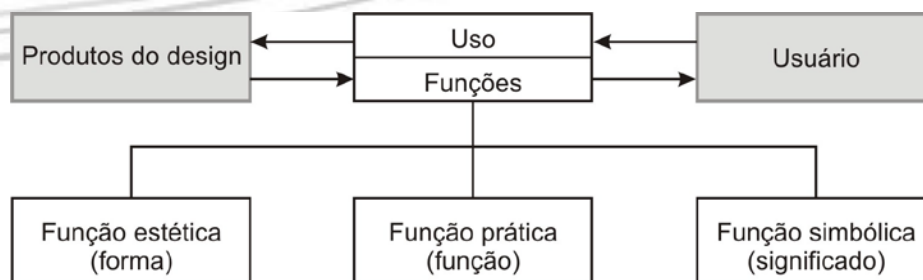 Produtos do design
Uso
Funções
Usuário
Função estética
(forma)
Função prática
(função)
Função simbólica
(significado)